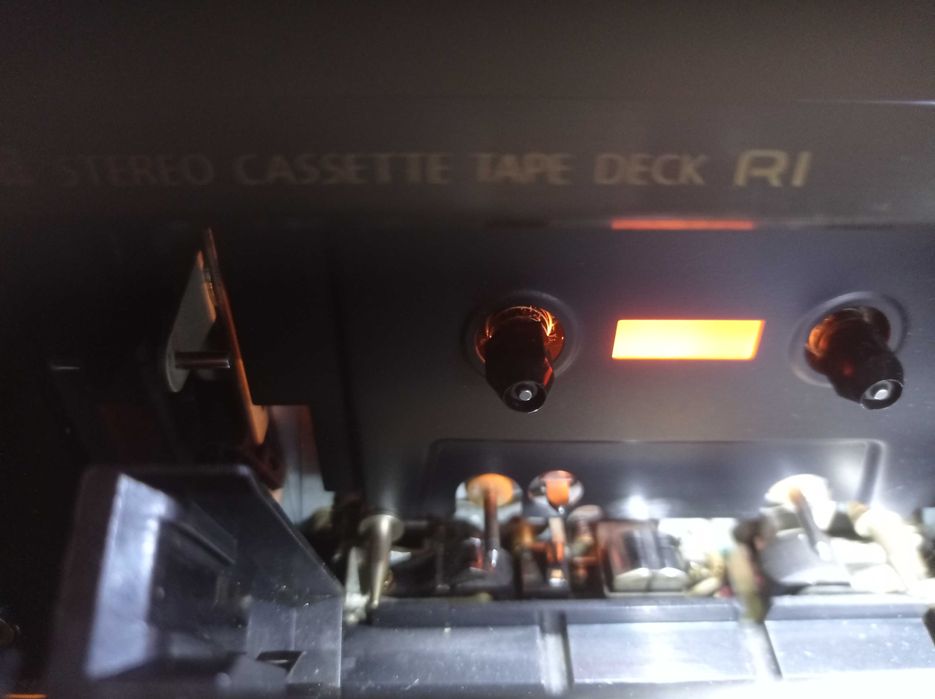 STEREO CASSETTE TAPE DECK R1